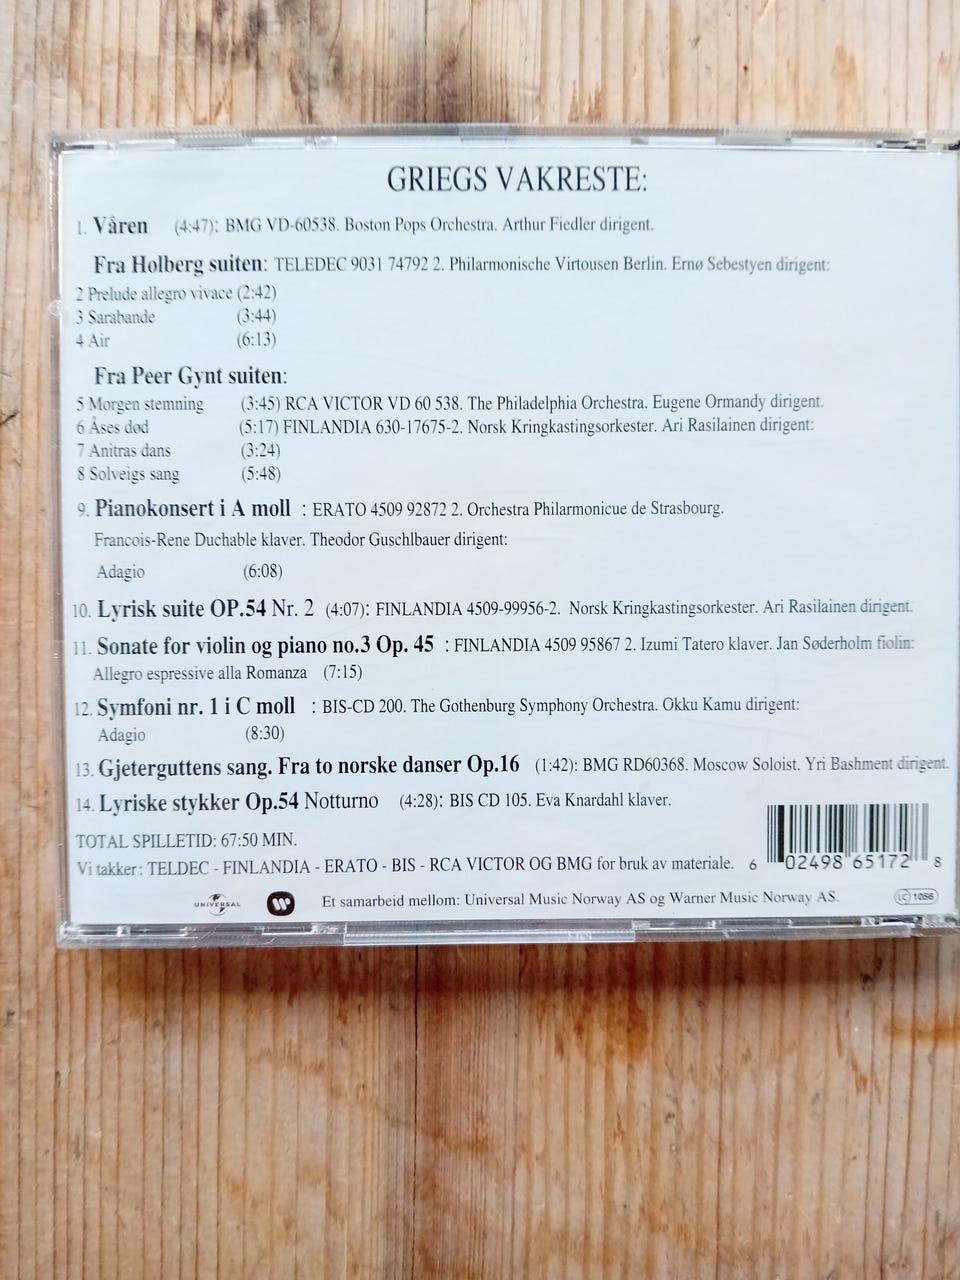 GRIEGS VAKRESTE:
1. Våren (4:47): BMG VD-60538. Boston Pops Orchestra. Arthur Fiedler dirigent.
Fra Holberg suiten: TELEDEC 9031 74792 2. Philarmonische Virtousen Berlin. Ernø Sebestyen dirigent:
2 Prelude allegro vivace (2:42)
3 Sarabande (3:44)
4 Air (6:13)
Fra Peer Gynt suiten:
5 Morgen stemning (3:45) RCA VICTOR VD 60 538. The Philadelphia Orchestra. Eugene Ormandy dirigent.
6 Åses død (5:17) FINLANDIA 630-17675-2. Norsk Kringkastingsorkester. Ari Rasilainen dirigent:
7 Anitras dans (3:24)
8 Solveigs sang (5:48)
9. Pianokonsert i A moll : ERATO 4509 92872 2. Orchestra Philarmonicue de Strasbourg.
Francois-Rene Duchable klaver. Theodor Guschlbauer dirigent:
Adagio (6:08)
10. Lyrisk suite OP.54 Nr. 2 (4:07): FINLANDIA 4509-99956-2. Norsk Kringkastingsorkester. Ari Rasilainen dirigent.
11. Sonate for violin og piano no.3 Op. 45 : FINLANDIA 4509 95867 2. Izumi Tatero klaver. Jan Søderholm fiolin:
Allegro espressive alla Romanza (7:15)
12. Symfoni nr. 1 i C moll : BIS-CD 200. The Gothenburg Symphony Orchestra. Okku Kamu dirigent:
Adagio (8:30)
13. Gjeterguttens sang. Fra to norske danser Op.16 (1:42): BMG RD60368. Moscow Soloist. Yri Bashment dirigent.
14. Lyriske stykker Op.54 Notturno (4:28): BIS CD 105. Eva Knardahl klaver.
TOTAL SPILLETID: 67:50 MIN.
Vi takker: TELDEC - FINLANDIA - ERATO - BIS - RCA VICTOR OG BMG for bruk av materiale.
6 02498 65172 8
UNIVERSAL Et samarbeid mellom: Universal Music Norway AS og Warner Music Norway AS. LC 1056